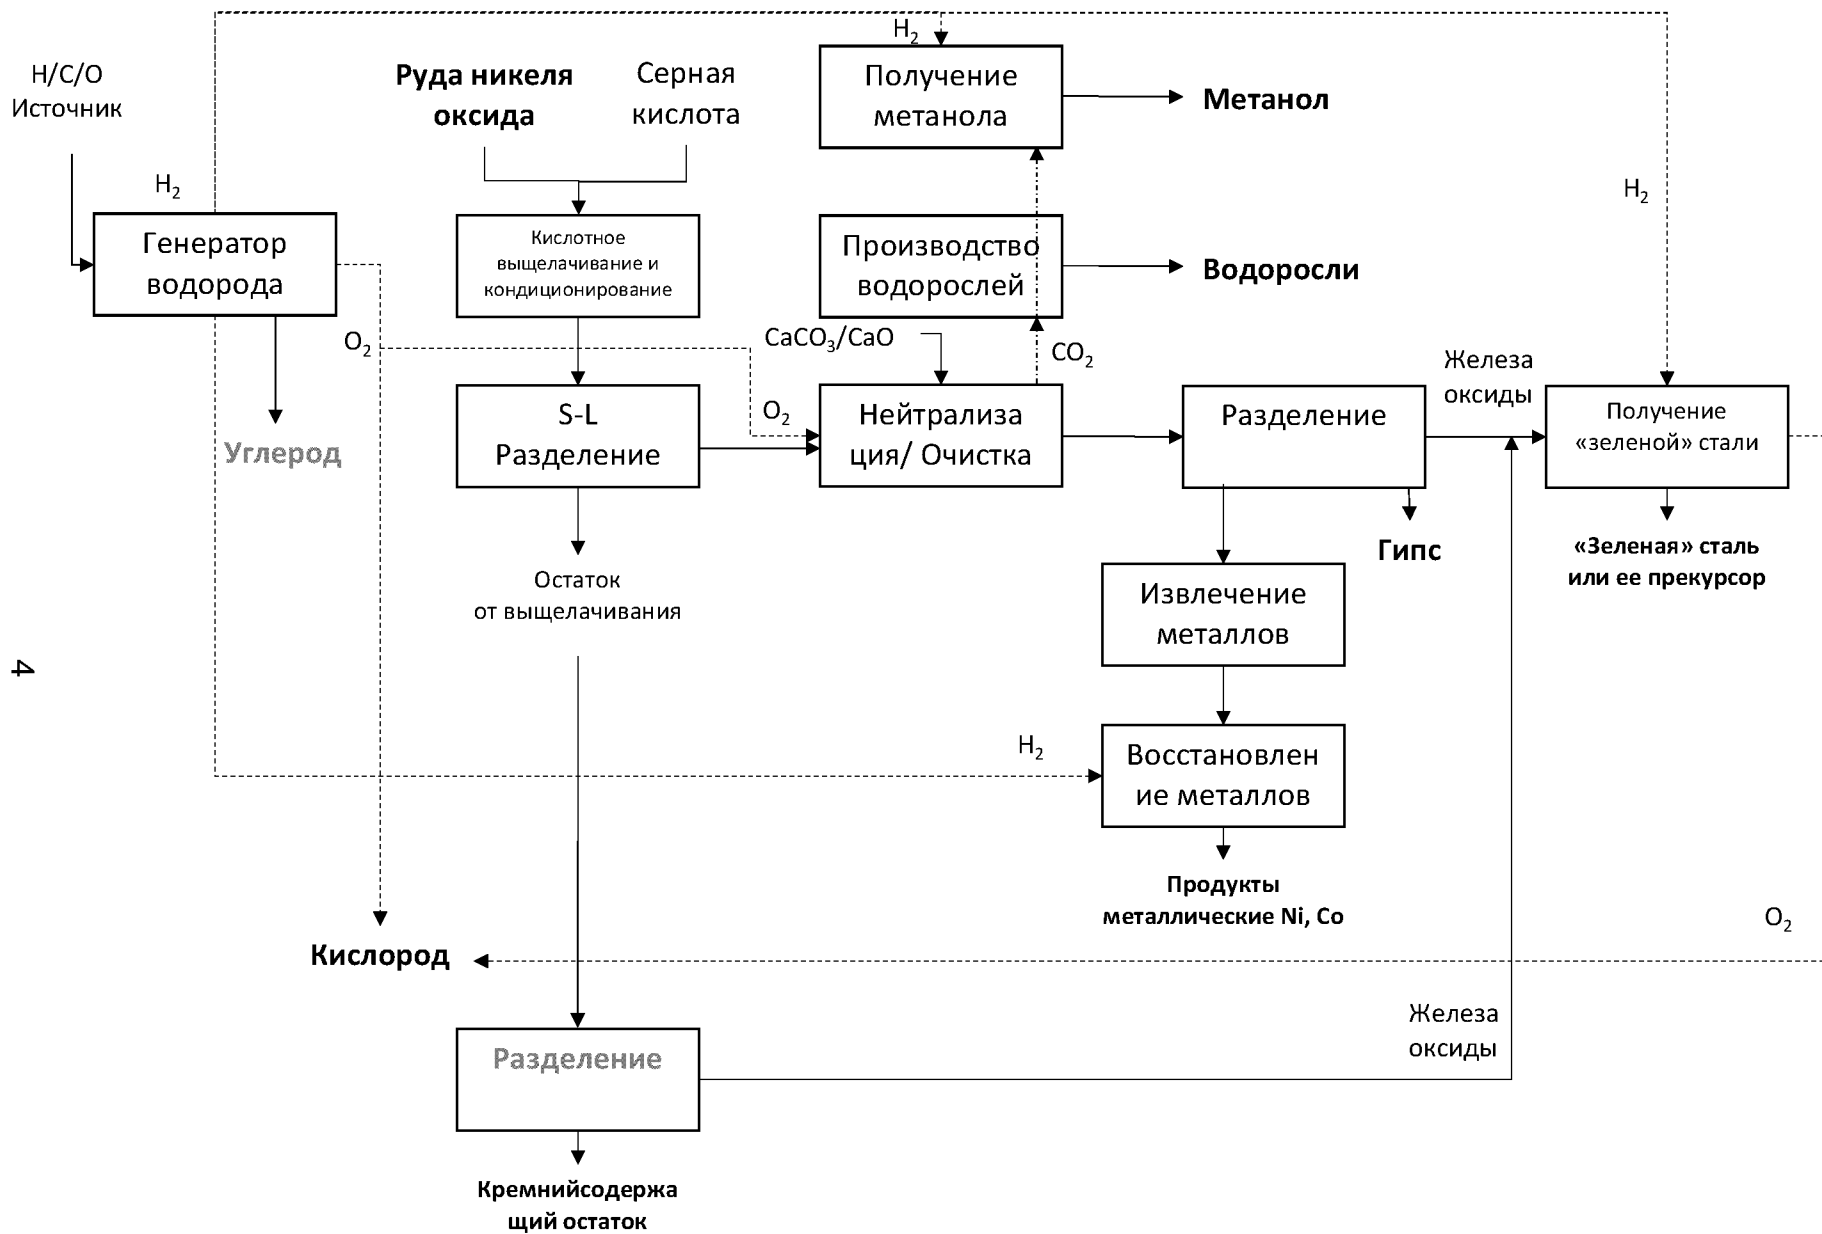 H₂
H/C/O
Источник
Руда никеля
оксида
Серная
кислота
Получение
метанола
Метанол
H₂
H₂
Генератор
водорода
Кислотное
выщелачивание и
кондиционирование
Производство
водорослей
Водоросли
O₂
CaCO₃/CaO
CO₂
Железа
оксиды
Углерод
S-L
Разделение
O₂
Нейтрализа
ция/ Очистка
Разделение
Получение
«зеленой» стали
Гипс
«Зеленая» сталь
или ее прекурсор
Остаток
от выщелачивания
Извлечение
металлов
4
H₂
Восстановлен
ие металлов
Продукты
металлические Ni, Co
O₂
Кислород
Железа
оксиды
Разделение
Кремнийсодержа
щий остаток